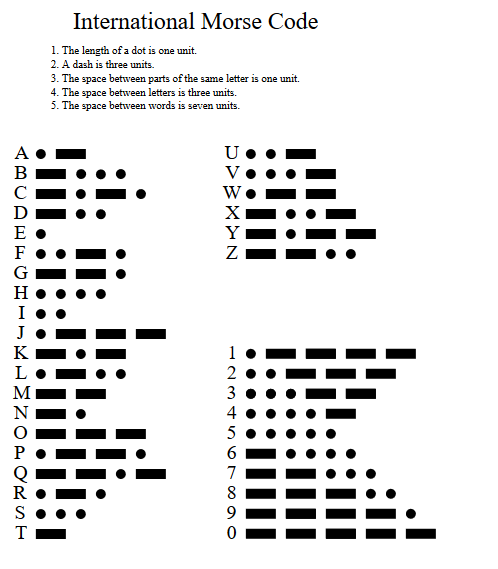 International Morse Code
1. The length of a dot is one unit.
2. A dash is three units.
3. The space between parts of the same letter is one unit.
4. The space between letters is three units.
5. The space between words is seven units.
A
B
C
D
E
F
G
H
I
J
K
L
M
N
O
P
Q
R
S
T
U
V
W
X
Y
Z
1
2
3
4
5
6
7
8
9
0